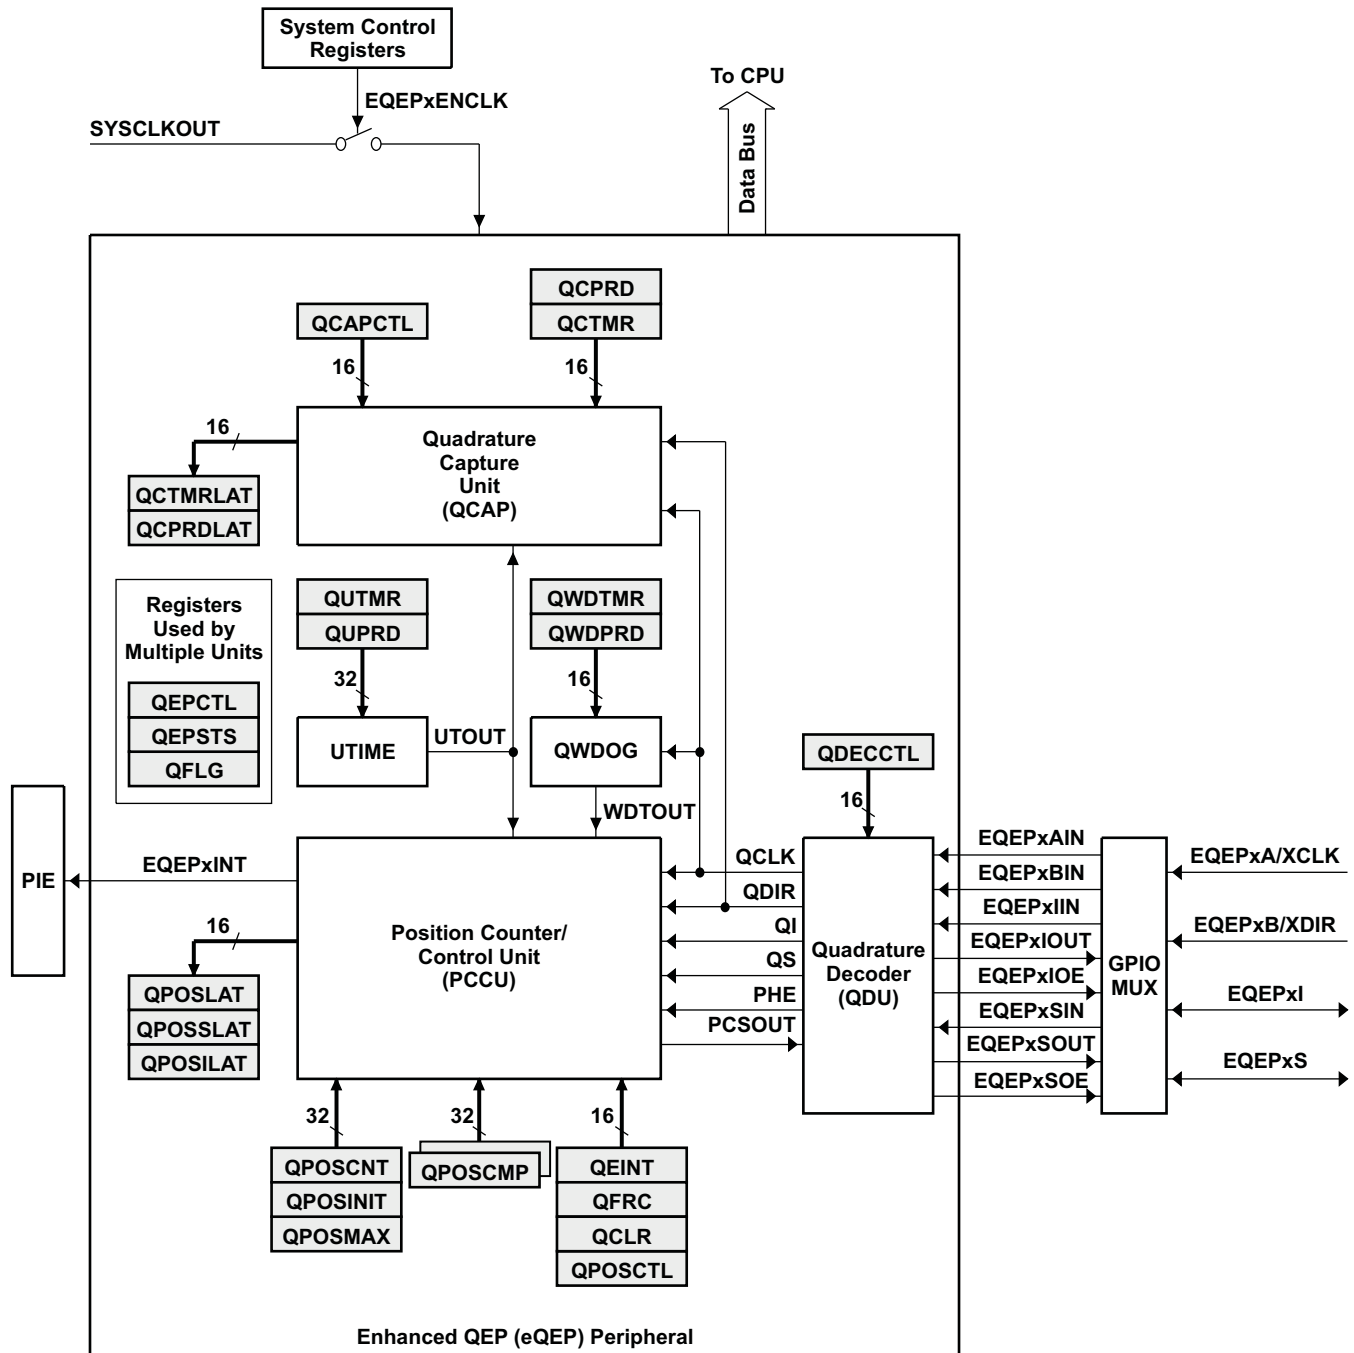 System Control
Registers
To CPU
EQEPxENCLK
SYSCLKOUT
Data Bus
QCPRD
QCAPCTL
QCTMR
16
16
16
Quadrature
Capture
Unit
(QCAP)
QCTMRLAT
QCPRDLAT
Registers
Used by
Multiple Units
QEPCTL
QEPSTS
QFLG
QUTMR
QUPRD
32
UTIME
UTOUT
QWDTMR
QWDPRD
16
QWDOG
WDTOUT
QDECCTL
16
PIE
EQEPxINT
16
QPOSLAT
QPOSSLAT
QPOSILAT
Position Counter/
Control Unit
(PCCU)
QCLK
QDIR
QI
QS
PHE
PCSOUT
Quadrature
Decoder
(QDU)
EQEPxAIN
EQEPxBIN
EQEPxIIN
EQEPxIOUT
EQEPxIOE
EQEPxSIN
EQEPxSOUT
EQEPxSOE
GPIO
MUX
EQEPxA/XCLK
EQEPxB/XDIR
EQEPxI
EQEPxS
32
32
16
QPOSCNT
QPOSINIT
QPOSMAX
QPOSCMP
QEINT
QFRC
QCLR
QPOSCTL
Enhanced QEP (eQEP) Peripheral